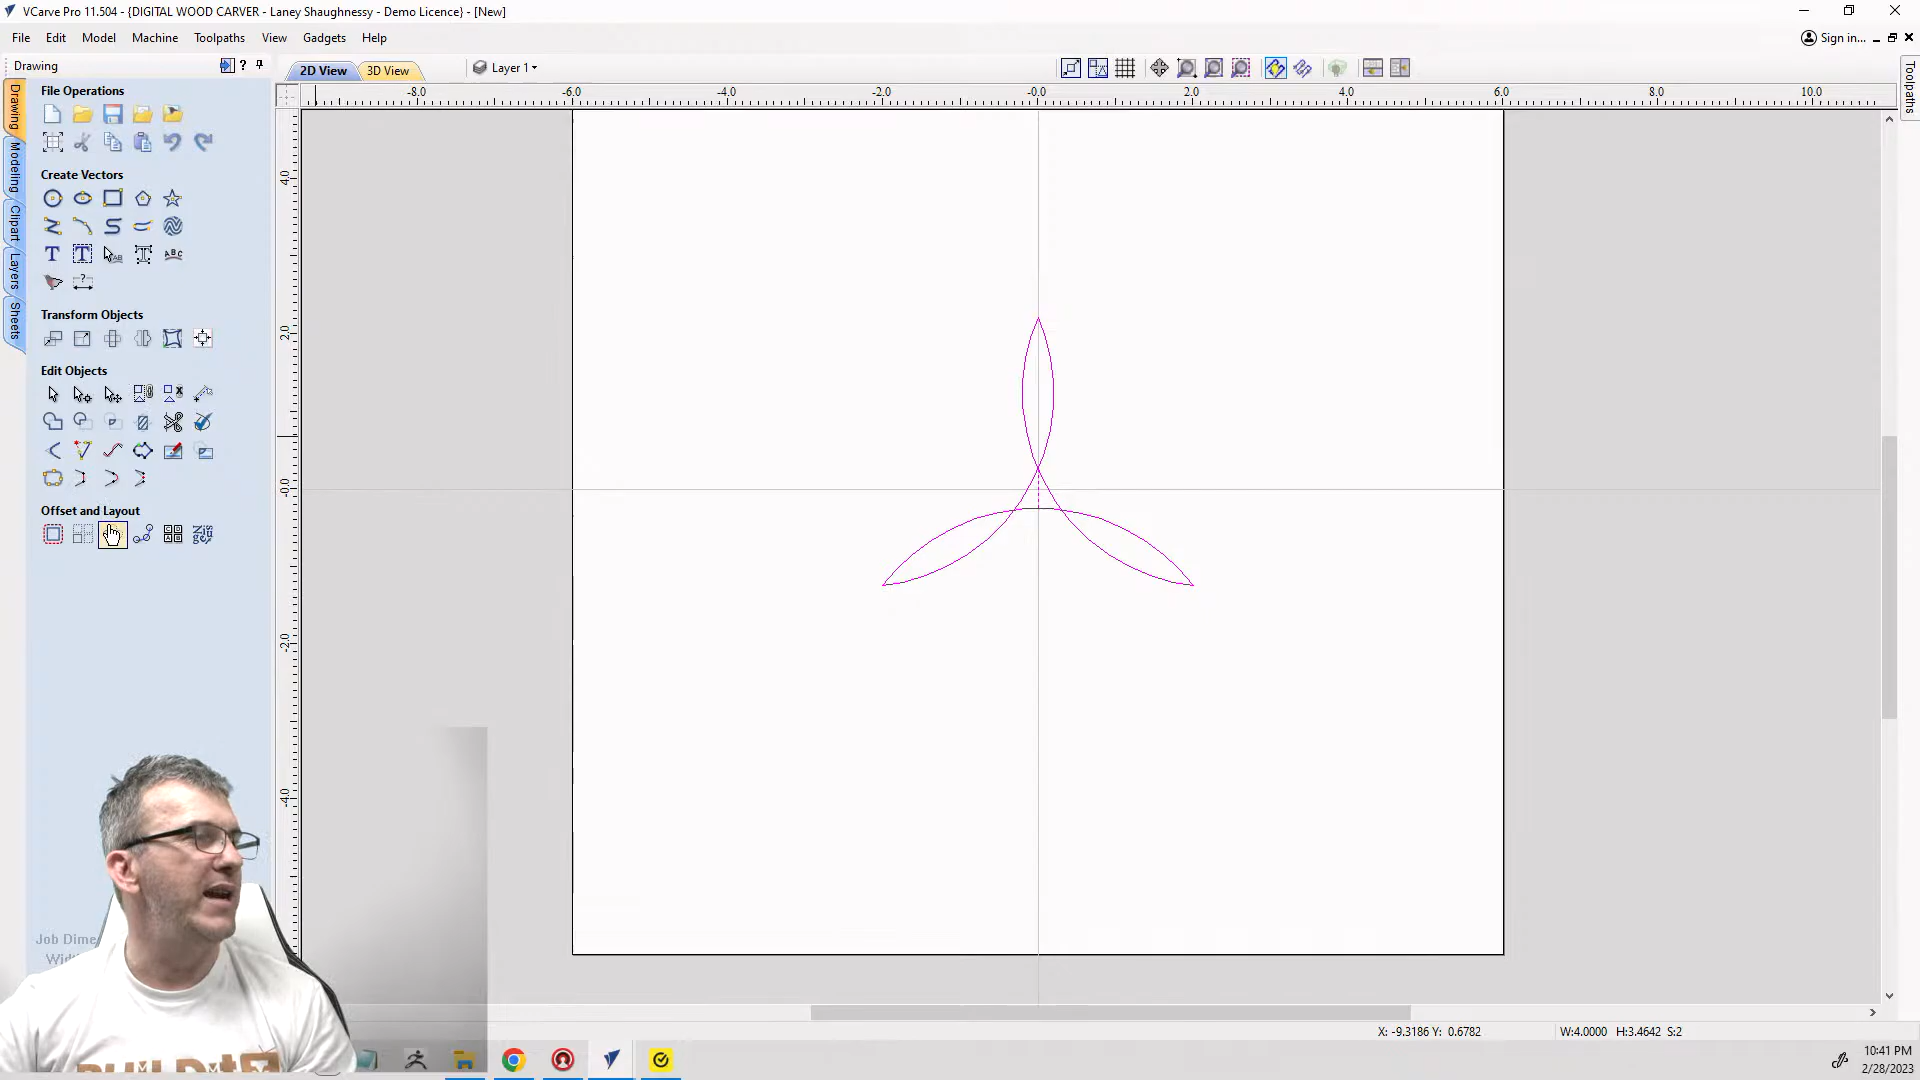 VCarve Pro 11.504 - {DIGITAL WOOD CARVER - Laney Shaughnessy - Demo Licence} - [New]
File Edit Model Machine Toolpaths View Gadgets Help
Sign in...
Drawing
?
2D View
3D View
Layer 1
Toolpaths
-8.0 -6.0 -4.0 -2.0 -0.0 2.0 4.0 6.0 8.0 10.0
4.0
2.0
-0.0
-2.0
-4.0
Drawing
Modeling
Clipart
Layers
Sheets
File Operations
Create Vectors
Transform Objects
Edit Objects
Offset and Layout
Job Dime
Width
X: -9.3186 Y: 0.6782
W:4.0000 H:3.4642 S:2
10:41 PM
2/28/2023